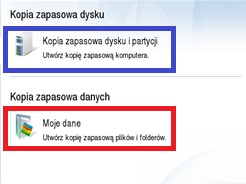 Kopia zapasowa dysku
Kopia zapasowa dysku i partycji
Utwórz kopię zapasową komputera.
Kopia zapasowa danych
Moje dane
Utwórz kopię zapasową plików i folderów.